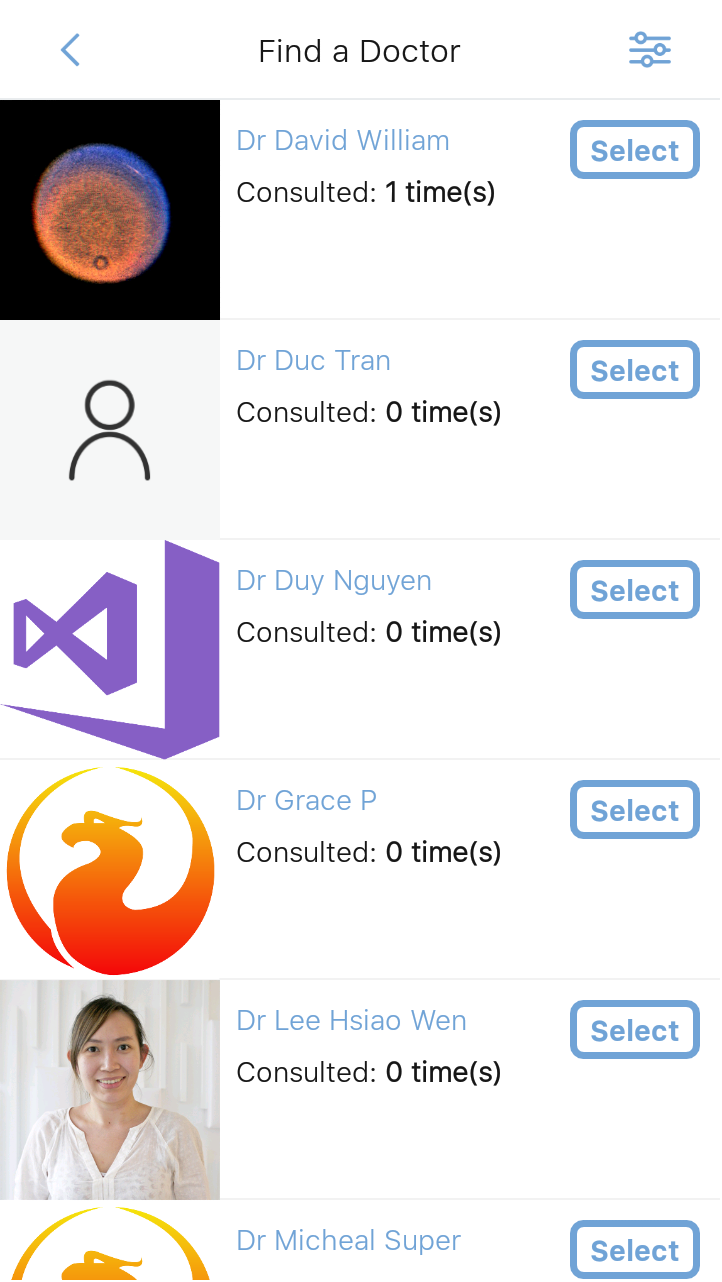 Find a Doctor
Dr David William
Select
Consulted: 1 time(s)
Dr Duc Tran
Select
Consulted: 0 time(s)
Dr Duy Nguyen
Select
Consulted: 0 time(s)
Dr Grace P
Select
Consulted: 0 time(s)
Dr Lee Hsiao Wen
Select
Consulted: 0 time(s)
Dr Micheal Super
Select